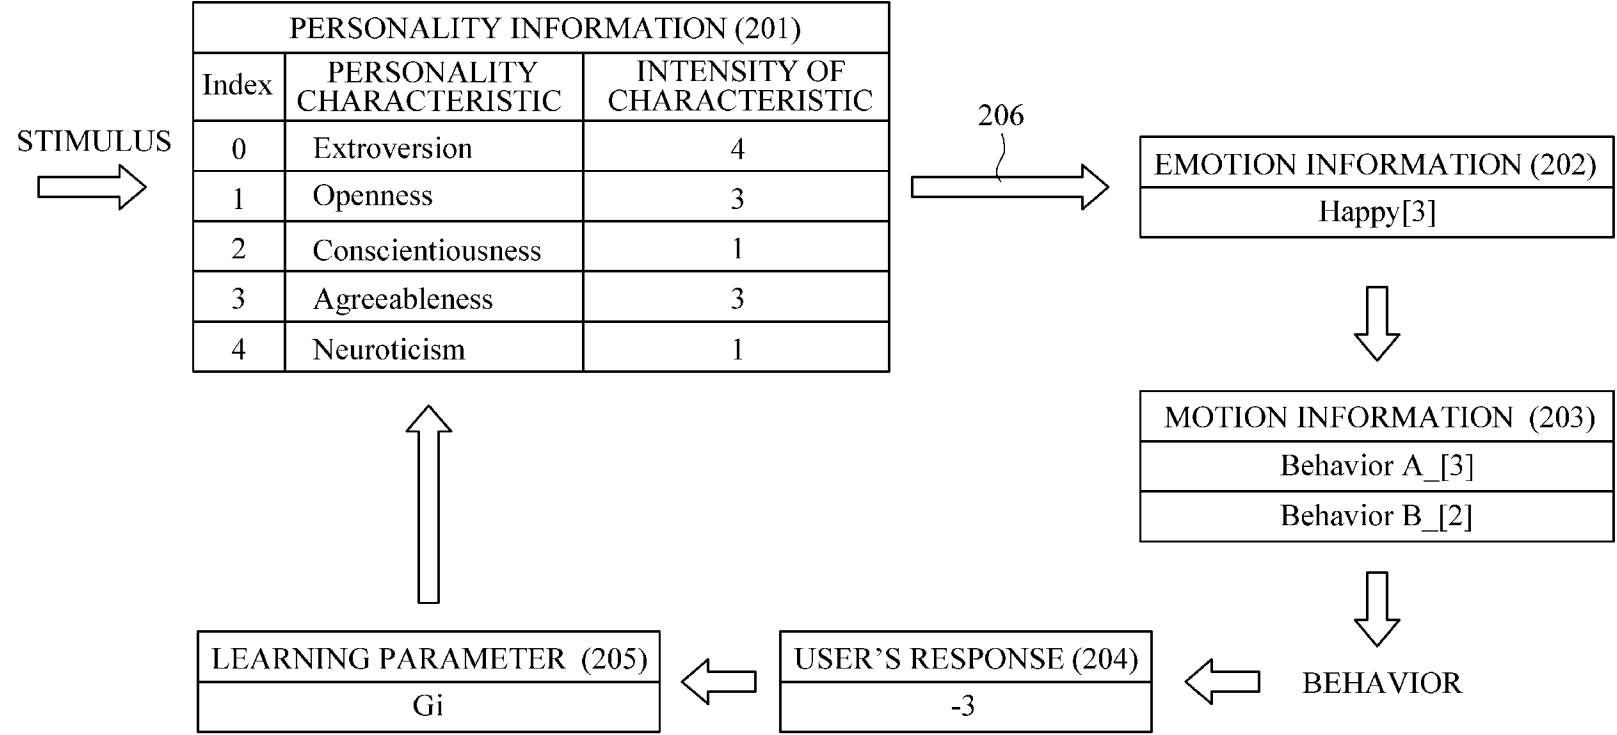 PERSONALITY INFORMATION (201)
Index
PERSONALITY
CHARACTERISTIC
INTENSITY OF
CHARACTERISTIC
STIMULUS
0
Extroversion
4
1
Openness
3
2
Conscientiousness
1
3
Agreeableness
3
4
Neuroticism
1
206
EMOTION INFORMATION (202)
Happy[3]
MOTION INFORMATION (203)
Behavior A_[3]
Behavior B_[2]
BEHAVIOR
USER'S RESPONSE (204)
-3
LEARNING PARAMETER (205)
Gi